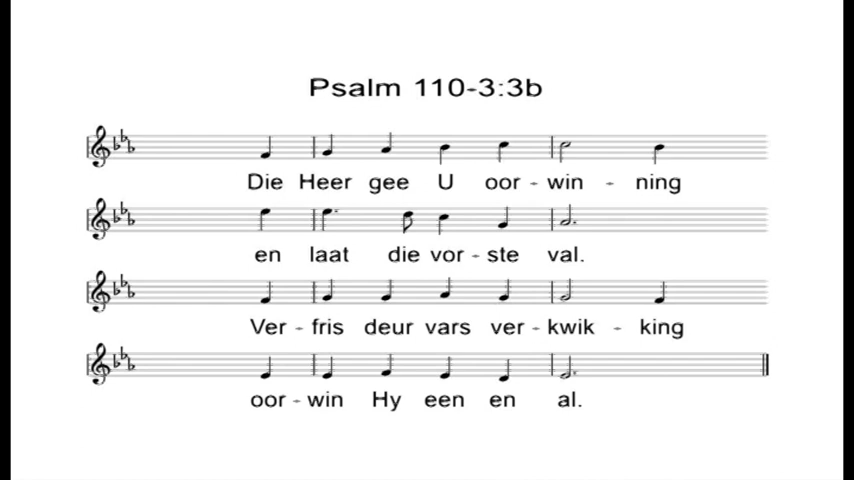 Psalm 110-3:3b
Die Heer gee U oor - win - ning
en laat die vor - ste val.
Ver - fris deur vars ver - kwik - king
oor - win Hy een en al.